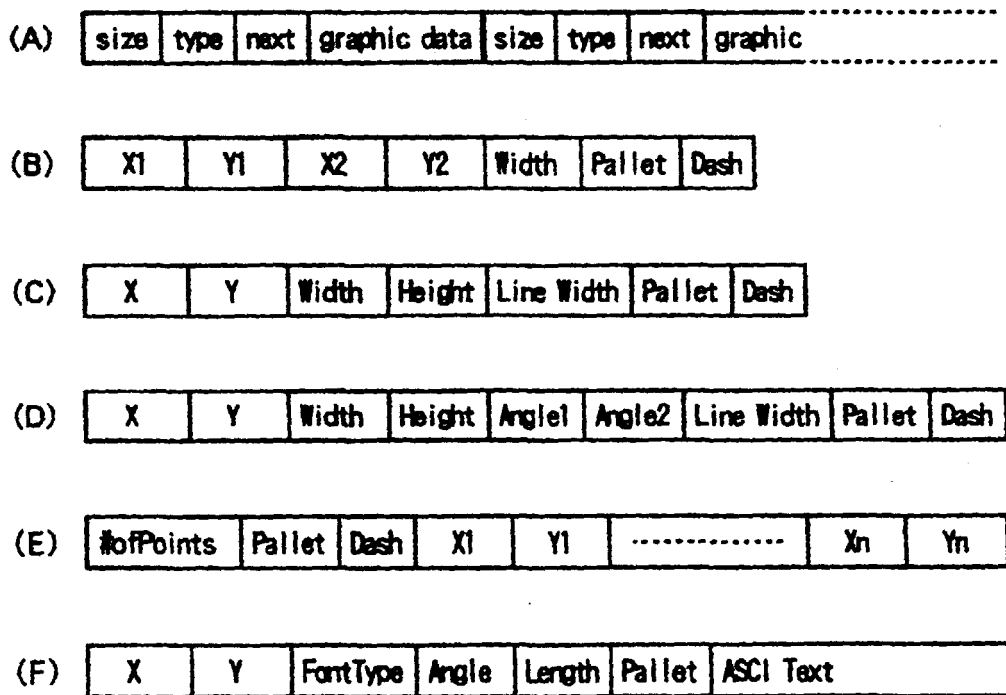 (A) size type next graphic data size type next graphic
(B) X1 Y1 X2 Y2 Width Pallet Dash
(C) X Y Width Height Line Width Pallet Dash
(D) X Y Width Height Angle1 Angle2 Line Width Pallet Dash
(E) #ofPoints Pallet Dash X1 Y1 Xn Yn
(F) X Y FontType Angle Length Pallet ASCI Text